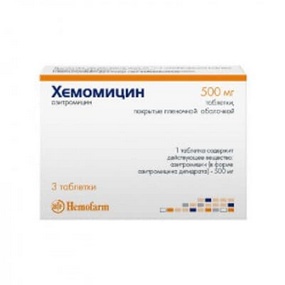 Хемомицин
азитромицин
500 мг
таблетки,
покрытые пленочной оболочкой
1 таблетка содержит
действующее вещество:
азитромицин (в форме
азитромицина дигидрата) - 500 мг
3 таблетки
Hemofarm